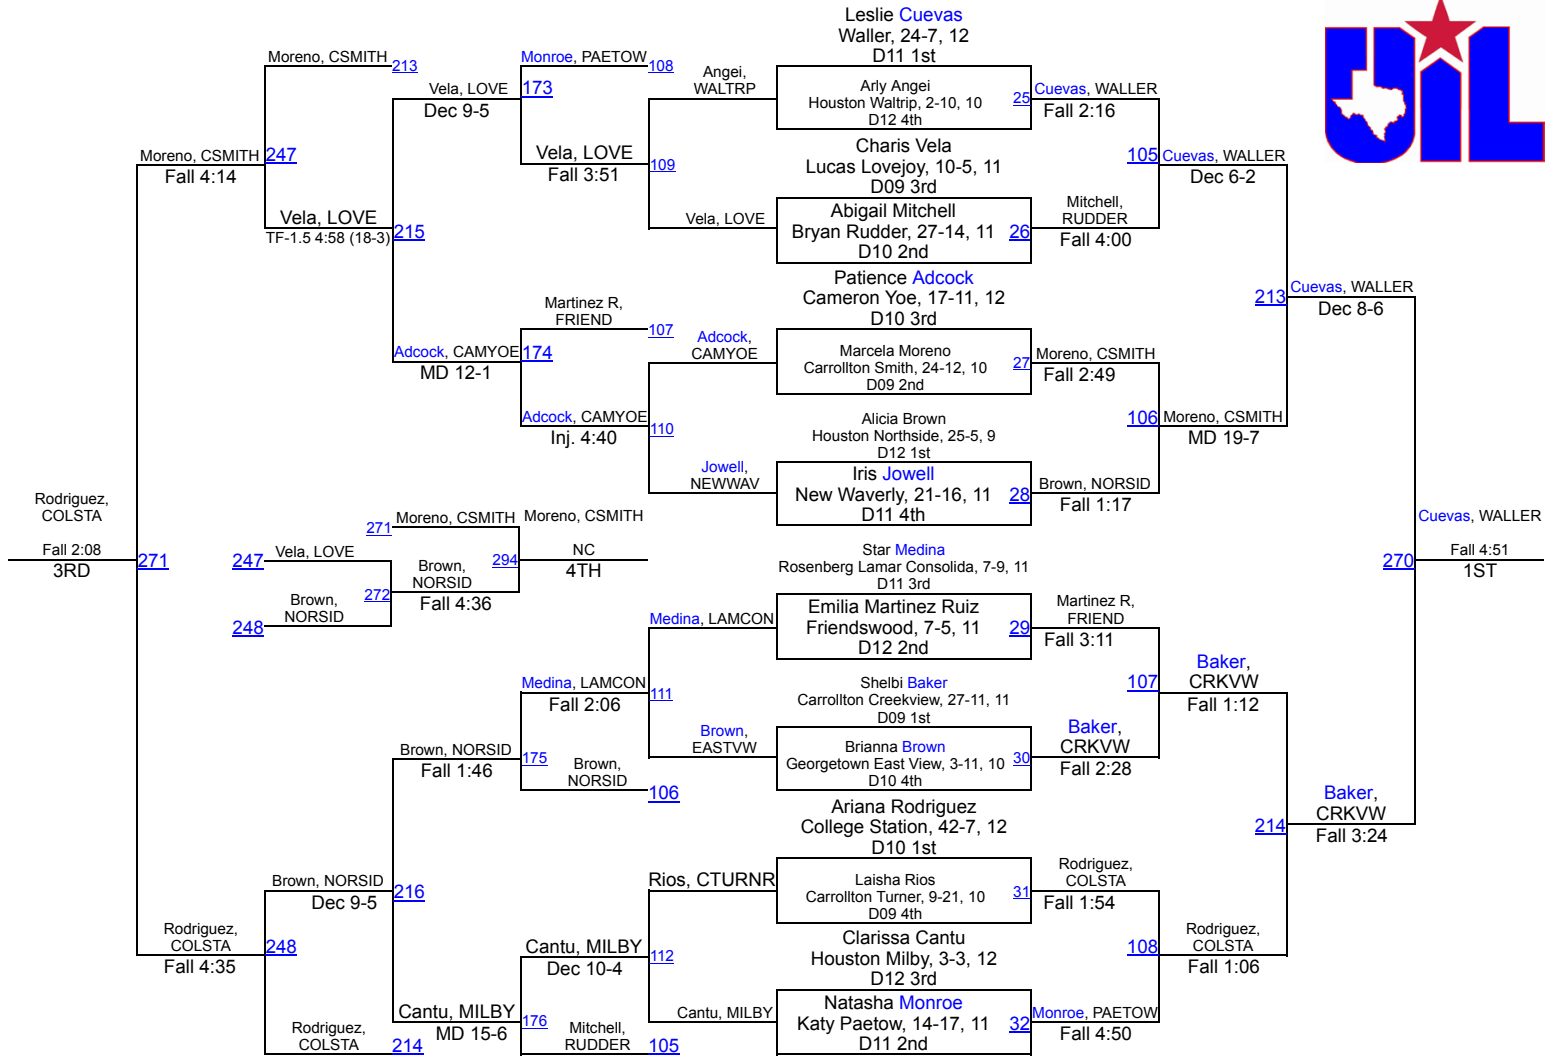 Leslie Cuevas
Waller, 24-7, 12
D11 1st
UIL
Moreno, CSMITH
213
Vela, LOVE
Dec 9-5
Monroe, PAETOW
108
173
Angei,
WALTRP
Arly Angei
Houston Waltrip, 2-10, 10
D12 4th
25
Cuevas, WALLER
Fall 2:16
Moreno, CSMITH
Fall 4:14
247
Vela, LOVE
Fall 3:51
109
Charis Vela
Lucas Lovejoy, 10-5, 11
D09 3rd
105
Cuevas, WALLER
Dec 6-2
Vela, LOVE
TF-1.5 4:58 (18-3)
215
Vela, LOVE
Abigail Mitchell
Bryan Rudder, 27-14, 11
D10 2nd
26
Mitchell,
RUDDER
Fall 4:00
Patience Adcock
Cameron Yoe, 17-11, 12
D10 3rd
213
Cuevas, WALLER
Dec 8-6
Martinez R,
FRIEND
107
Adcock, CAMYOE
MD 12-1
174
Adcock,
CAMYOE
Marcela Moreno
Carrollton Smith, 24-12, 10
D09 2nd
27
Moreno, CSMITH
Fall 2:49
Adcock, CAMYOE
Inj. 4:40
110
Alicia Brown
Houston Northside, 25-5, 9
D12 1st
106
Moreno, CSMITH
MD 19-7
Jowell,
NEWWAV
Iris Jowell
New Waverly, 21-16, 11
D11 4th
28
Brown, NORSID
Fall 1:17
Rodriguez,
COLSTA
Fall 2:08
3RD
271
271
Moreno, CSMITH
Moreno, CSMITH
NC
4TH
247
Vela, LOVE
272
Brown,
NORSID
Fall 4:36
294
Brown,
NORSID
248
Star Medina
Rosenberg Lamar Consolida, 7-9, 11
D11 3rd
270
Cuevas, WALLER
Fall 4:51
1ST
Medina, LAMCON
Emilia Martinez Ruiz
Friendswood, 7-5, 11
D12 2nd
29
Martinez R,
FRIEND
Fall 3:11
Medina, LAMCON
Fall 2:06
111
Shelbi Baker
Carrollton Creekview, 27-11, 11
D09 1st
107
Baker,
CRKVW
Fall 1:12
Brown, NORSID
Fall 1:46
175
Brown,
NORSID
106
Brown,
EASTVW
Brianna Brown
Georgetown East View, 3-11, 10
D10 4th
30
Baker,
CRKVW
Fall 2:28
Ariana Rodriguez
College Station, 42-7, 12
D10 1st
214
Baker,
CRKVW
Fall 3:24
Brown, NORSID
Dec 9-5
216
Rios, CTURNR
Laisha Rios
Carrollton Turner, 9-21, 10
D09 4th
31
Rodriguez,
COLSTA
Fall 1:54
Rodriguez,
COLSTA
Fall 4:35
248
Cantu, MILBY
Dec 10-4
112
Clarissa Cantu
Houston Milby, 3-3, 12
D12 3rd
108
Rodriguez,
COLSTA
Fall 1:06
Rodriguez,
COLSTA
214
Cantu, MILBY
MD 15-6
176
Mitchell,
RUDDER
105
Cantu, MILBY
Natasha Monroe
Katy Paetow, 14-17, 11
D11 2nd
32
Monroe, PAETOW
Fall 4:50